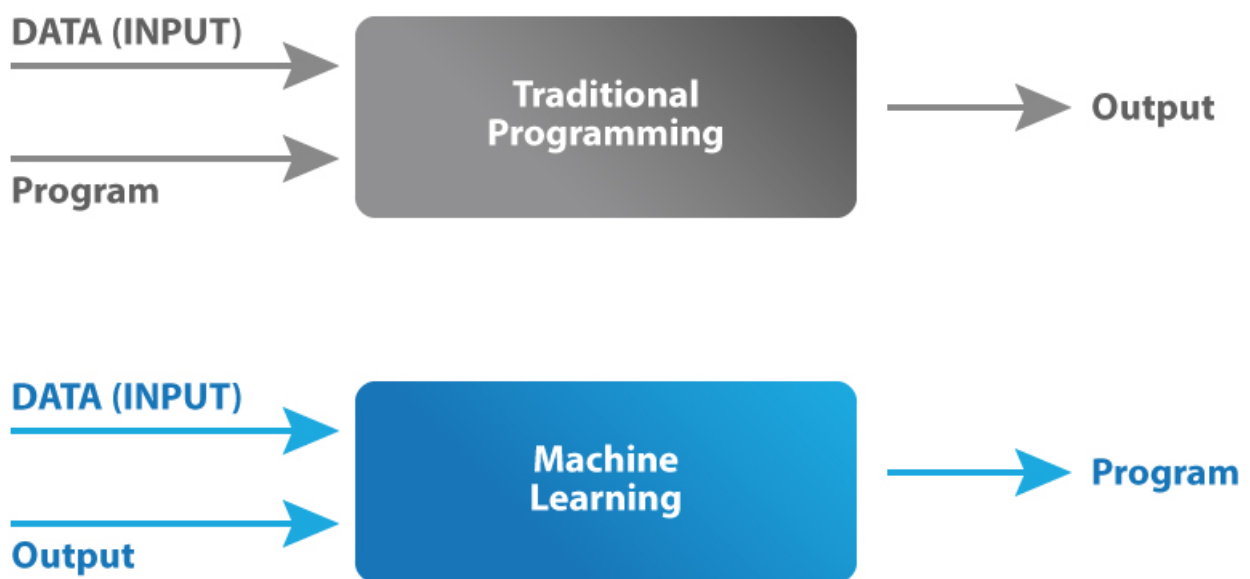 DATA (INPUT)
Program
Traditional
Programming
Output
DATA (INPUT)
Output
Machine
Learning
Program